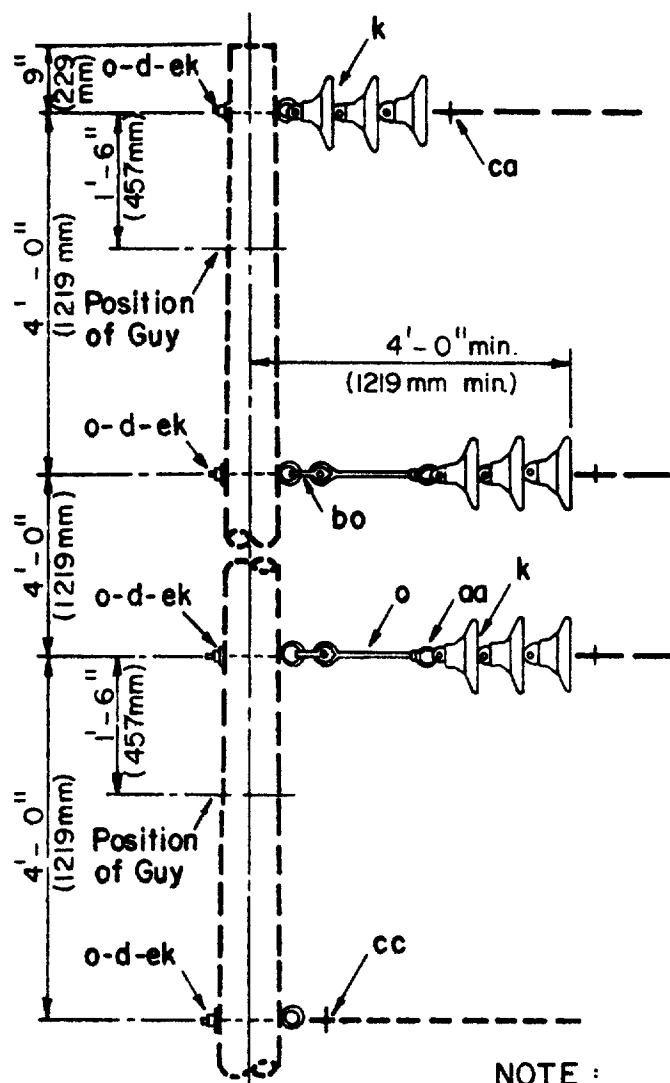 k
9"
(229 mm)
o-d-ek
ca
1'-6"
(457mm)
4'-0"
(1219 mm)
Position
of Guy
4'-0" min.
(1219 mm min.)
o-d-ek
bo
4'-0"
(1219mm)
o-d-ek
o
aa
k
1'-6"
(457mm)
4'-0"
(1219mm)
Position
of Guy
o-d-ek
cc
NOTE :